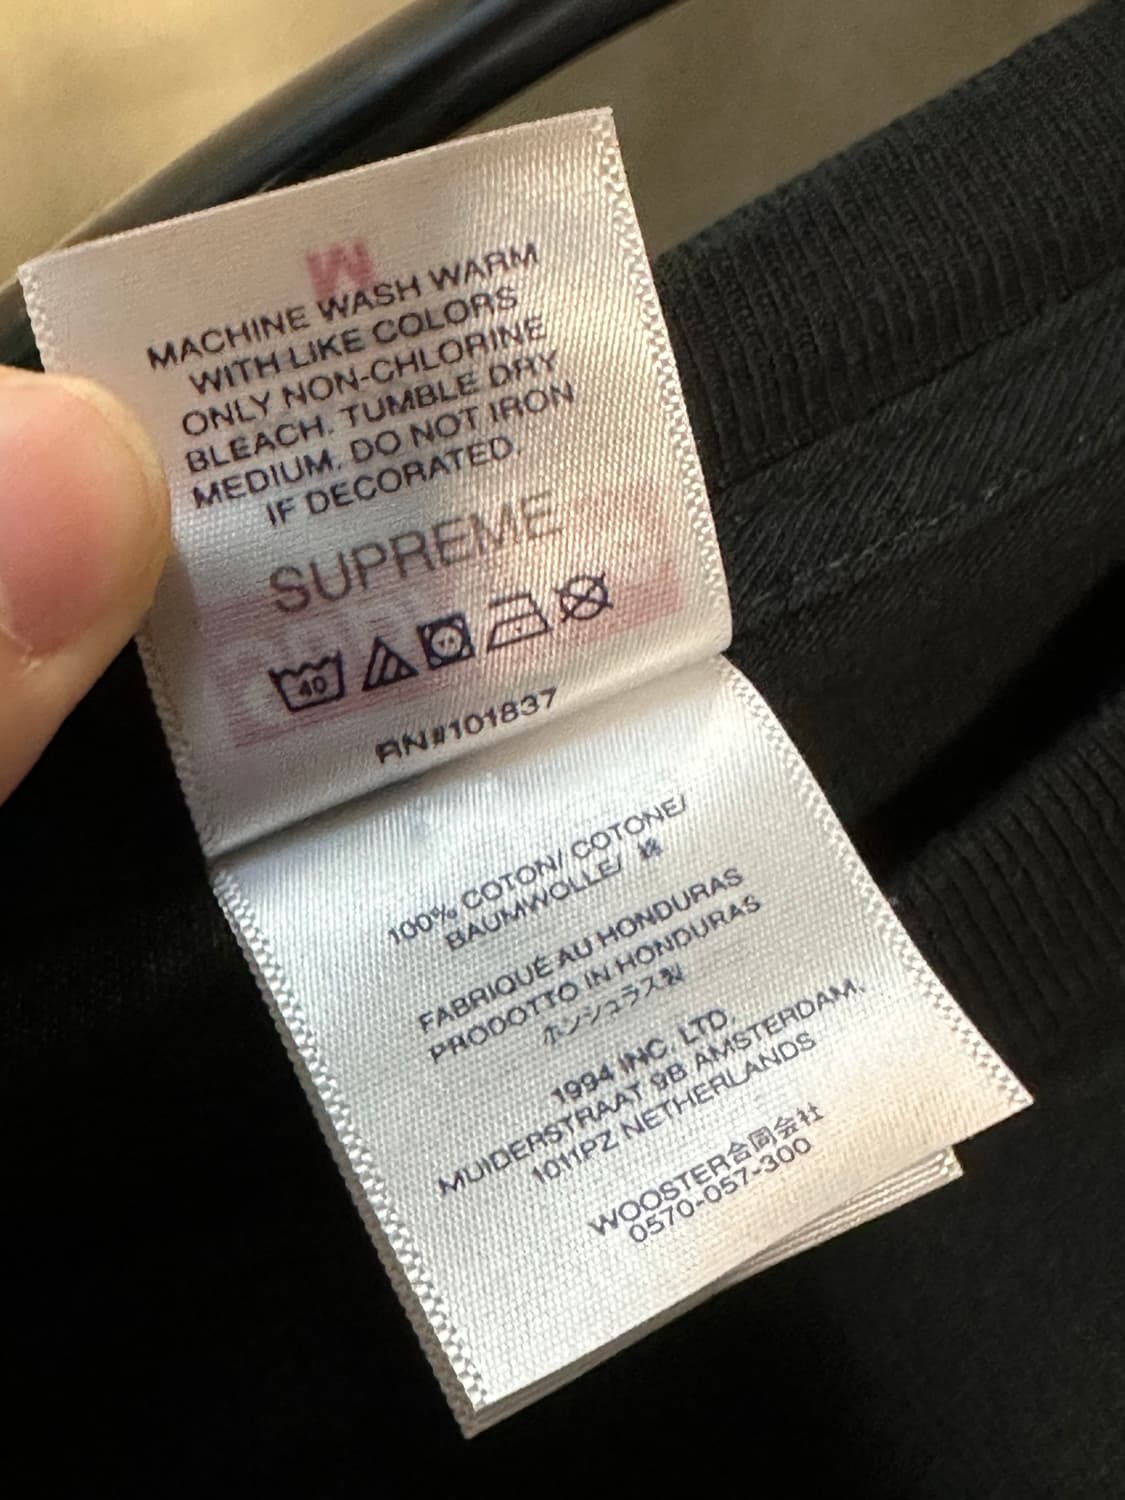 M
MACHINE WASH WARM
WITH LIKE COLORS
ONLY NON-CHLORINE
BLEACH. TUMBLE DRY
MEDIUM. DO NOT IRON
IF DECORATED.
SUPREME
40
RN#101837
100% COTON/ COTONE/
BAUMWOLLE/ 綿
FABRIQUÉ AU HONDURAS
PRODOTTO IN HONDURAS
ホンジュラス製
1994 INC. LTD.
MUIDERSTRAAT 9B AMSTERDAM,
1011PZ NETHERLANDS
WOOSTER合同会社
0570-057-300